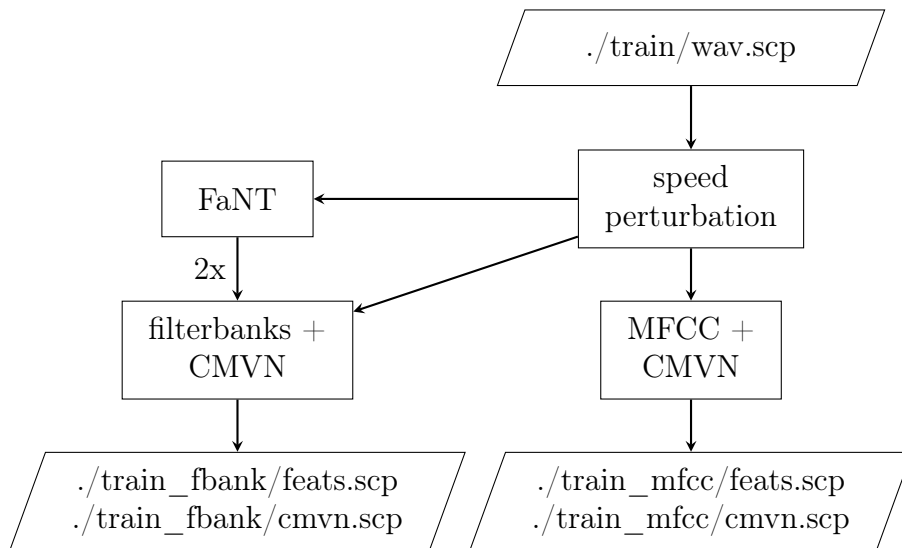 ./train/wav.scp
speed
perturbation
FaNT
2x
filterbanks +
CMVN
MFCC +
CMVN
./train_fbank/feats.scp
./train_fbank/cmvn.scp
./train_mfcc/feats.scp
./train_mfcc/cmvn.scp